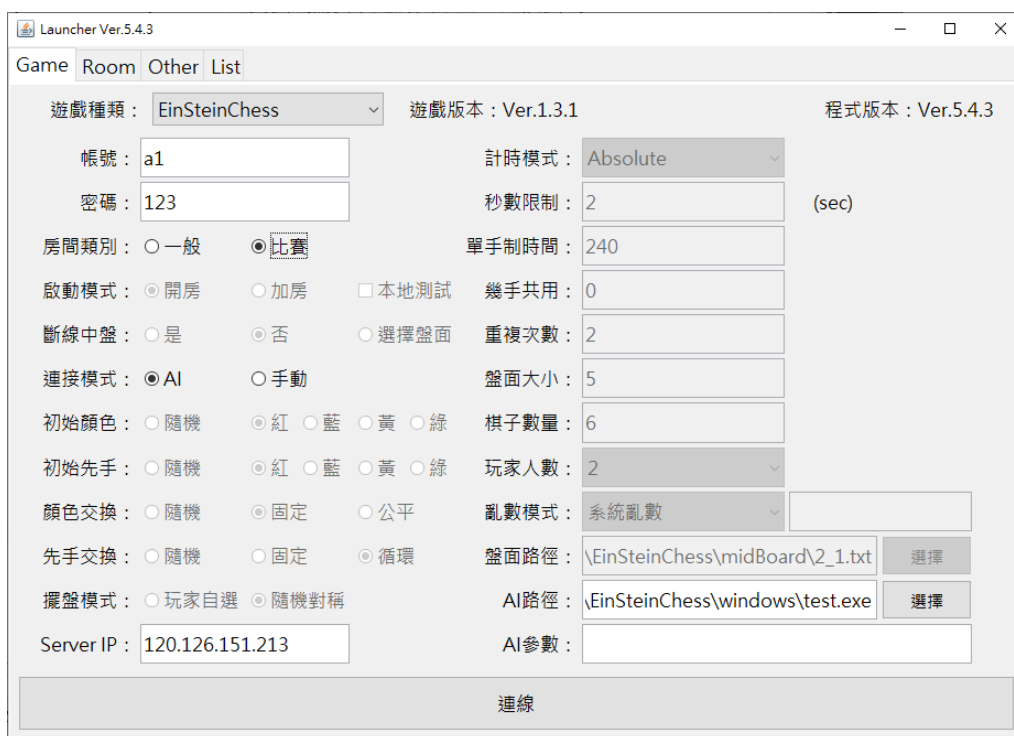 Launcher Ver.5.4.3
Game Room Other List
遊戲種類： EinSteinChess 遊戲版本：Ver.1.3.1 程式版本：Ver.5.4.3
帳號： a1 計時模式： Absolute
密碼： 123 秒數限制： 2 (sec)
房間類別： 一般 比賽 單手制時間： 240
啟動模式： 開房 加房 本地測試 幾手共用： 0
斷線中盤： 是 否 選擇盤面 重複次數： 2
連接模式： AI 手動 盤面大小： 5
初始顏色： 隨機 紅 藍 黃 綠 棋子數量： 6
初始先手： 隨機 紅 藍 黃 綠 玩家人數： 2
顏色交換： 隨機 固定 公平 亂數模式： 系統亂數
先手交換： 隨機 固定 循環 盤面路徑： \EinSteinChess\midBoard\2_1.txt 選擇
擺盤模式： 玩家自選 隨機對稱 AI路徑： \EinSteinChess\windows\test.exe 選擇
Server IP： 120.126.151.213 AI參數：
連線